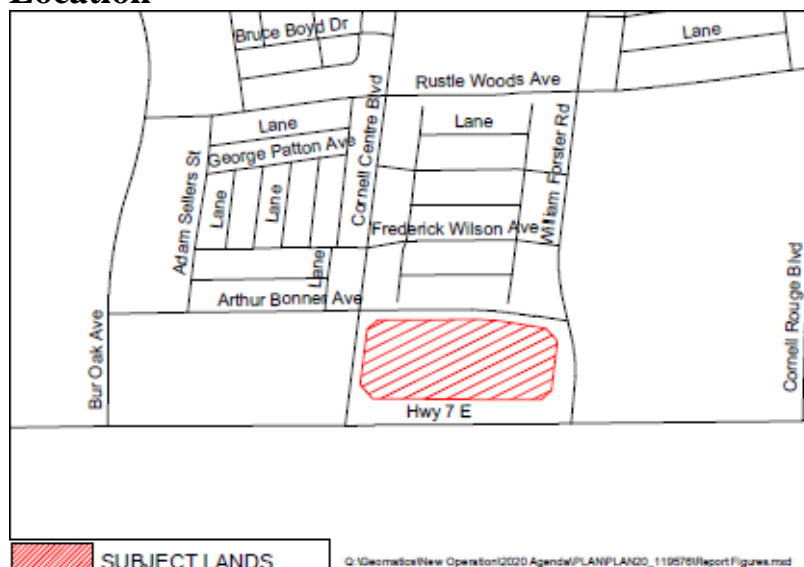 Location
Bruce Boyd Dr
Lane
Rustle Woods Ave
Lane
Lane
George Patton Ave
Cornell Centre Blvd
William Forster Rd
Adam Sellers St
Lane
Lane
Frederick Wilson Ave
Lane
Arthur Bonner Ave
Bur Oak Ave
Cornell Rouge Blvd
Hwy 7 E
SUBJECT LANDS
Q:\Geomatics\New Operation\2020 Agenda\PLAN\PLAN20_119576\Report Figures.mxd